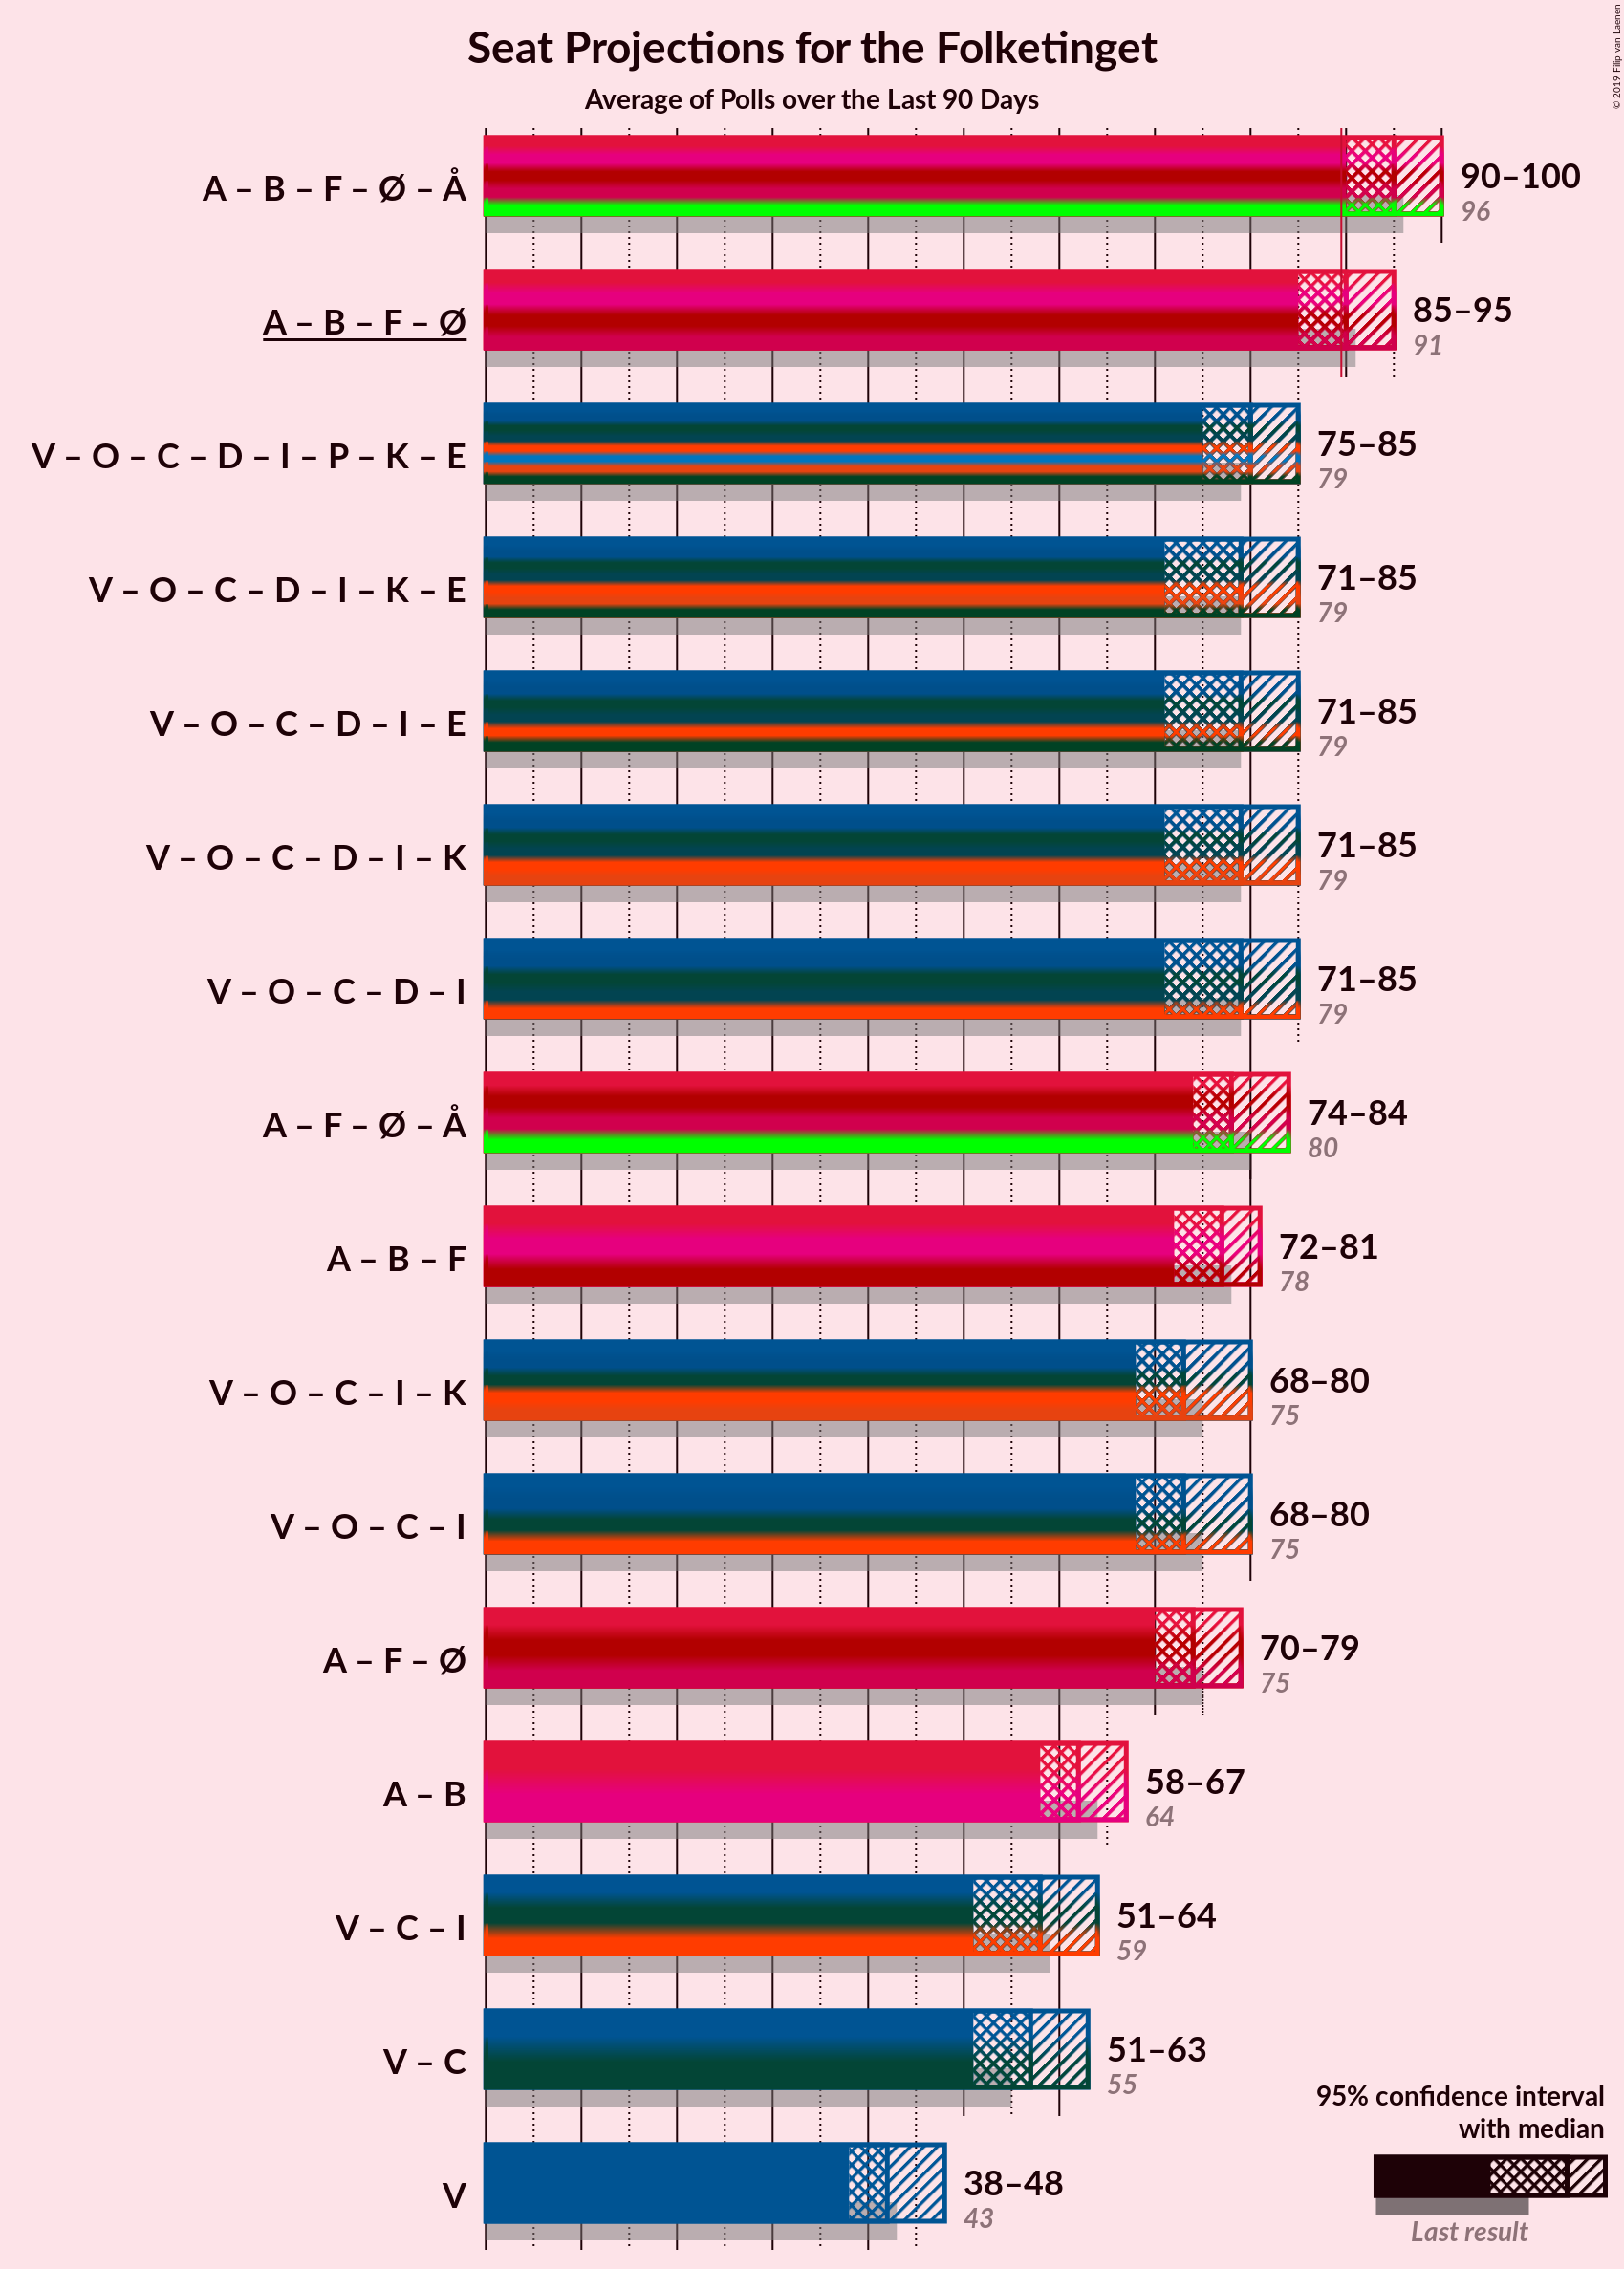 Seat Projections for the Folketinget
Average of Polls over the Last 90 Days
© 2019 Filip van Laenen
A – B – F – Ø – Å
90–100
96
A – B – F – Ø
85–95
91
V – O – C – D – I – P – K – E
75–85
79
V – O – C – D – I – K – E
71–85
79
V – O – C – D – I – E
71–85
79
V – O – C – D – I – K
71–85
79
V – O – C – D – I
71–85
79
A – F – Ø – Å
74–84
80
A – B – F
72–81
78
V – O – C – I – K
68–80
75
V – O – C – I
68–80
75
A – F – Ø
70–79
75
A – B
58–67
64
V – C – I
51–64
59
V – C
51–63
55
V
38–48
43
95% confidence interval
with median
Last result